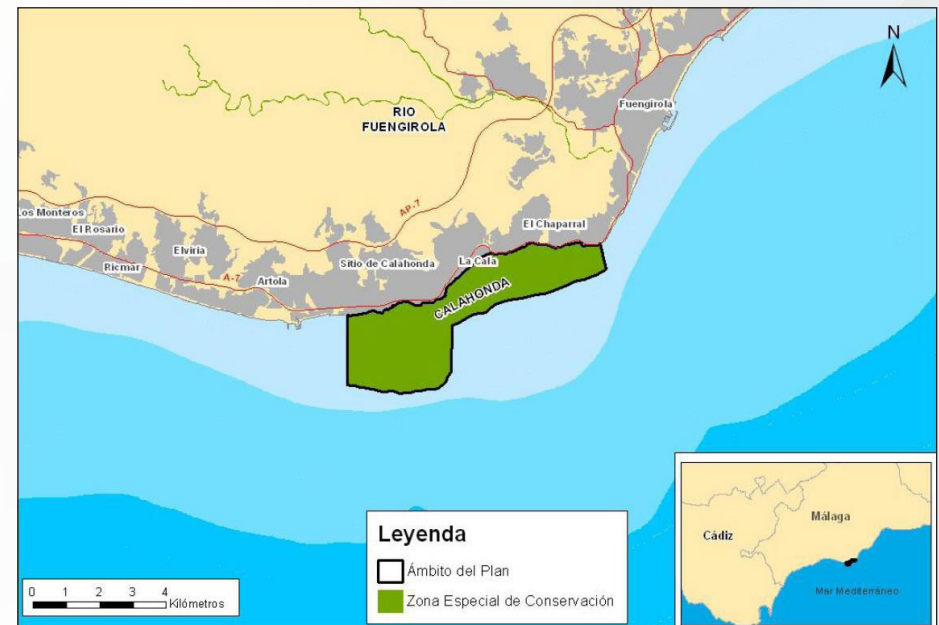 N
Fuengirola
RIO
FUENGIROLA
AP-7
Los Monteros
El Rosario
Elviria
Ricmar
A-7
Artola
Sitio de Calahonda
La Cala
El Chaparral
CALAHONDA
Leyenda
Ámbito del Plan
Zona Especial de Conservación
0 1 2 3 4
Kilómetros
Cádiz
Málaga
Mar Mediterráneo